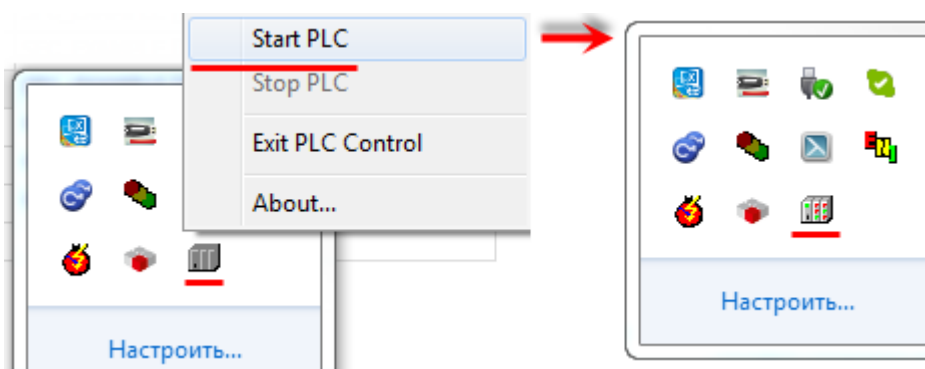 Start PLC
Stop PLC
Exit PLC Control
About...
Настроить...
Настроить...